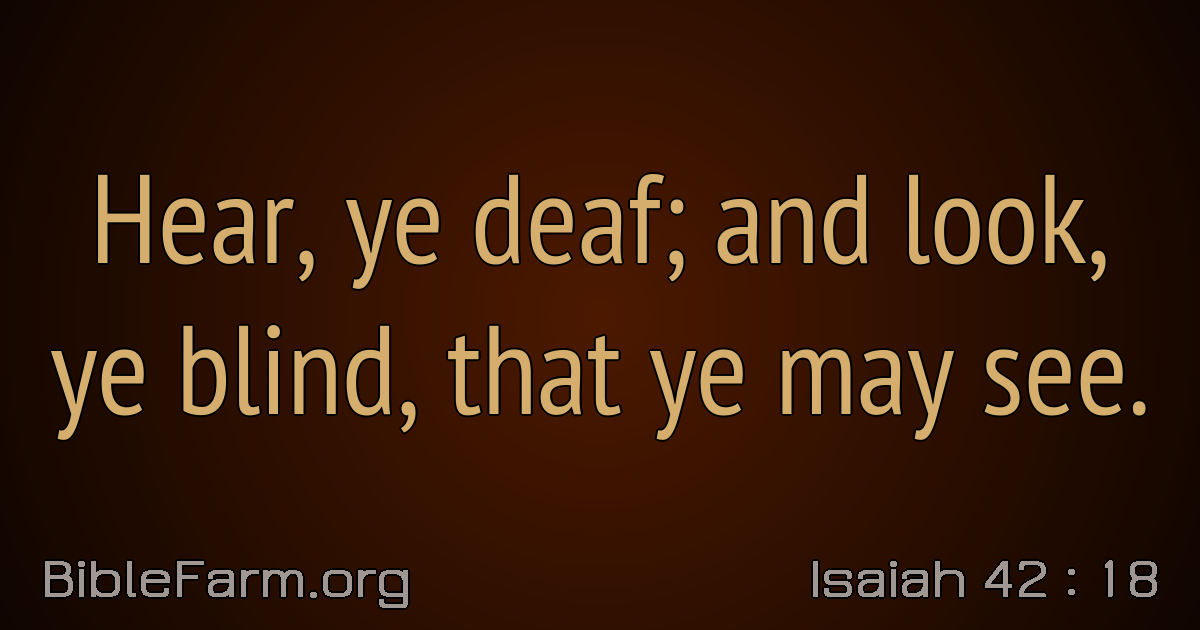 Hear, ye deaf; and look,
ye blind, that ye may see.
BibleFarm.org
Isaiah 42 : 18